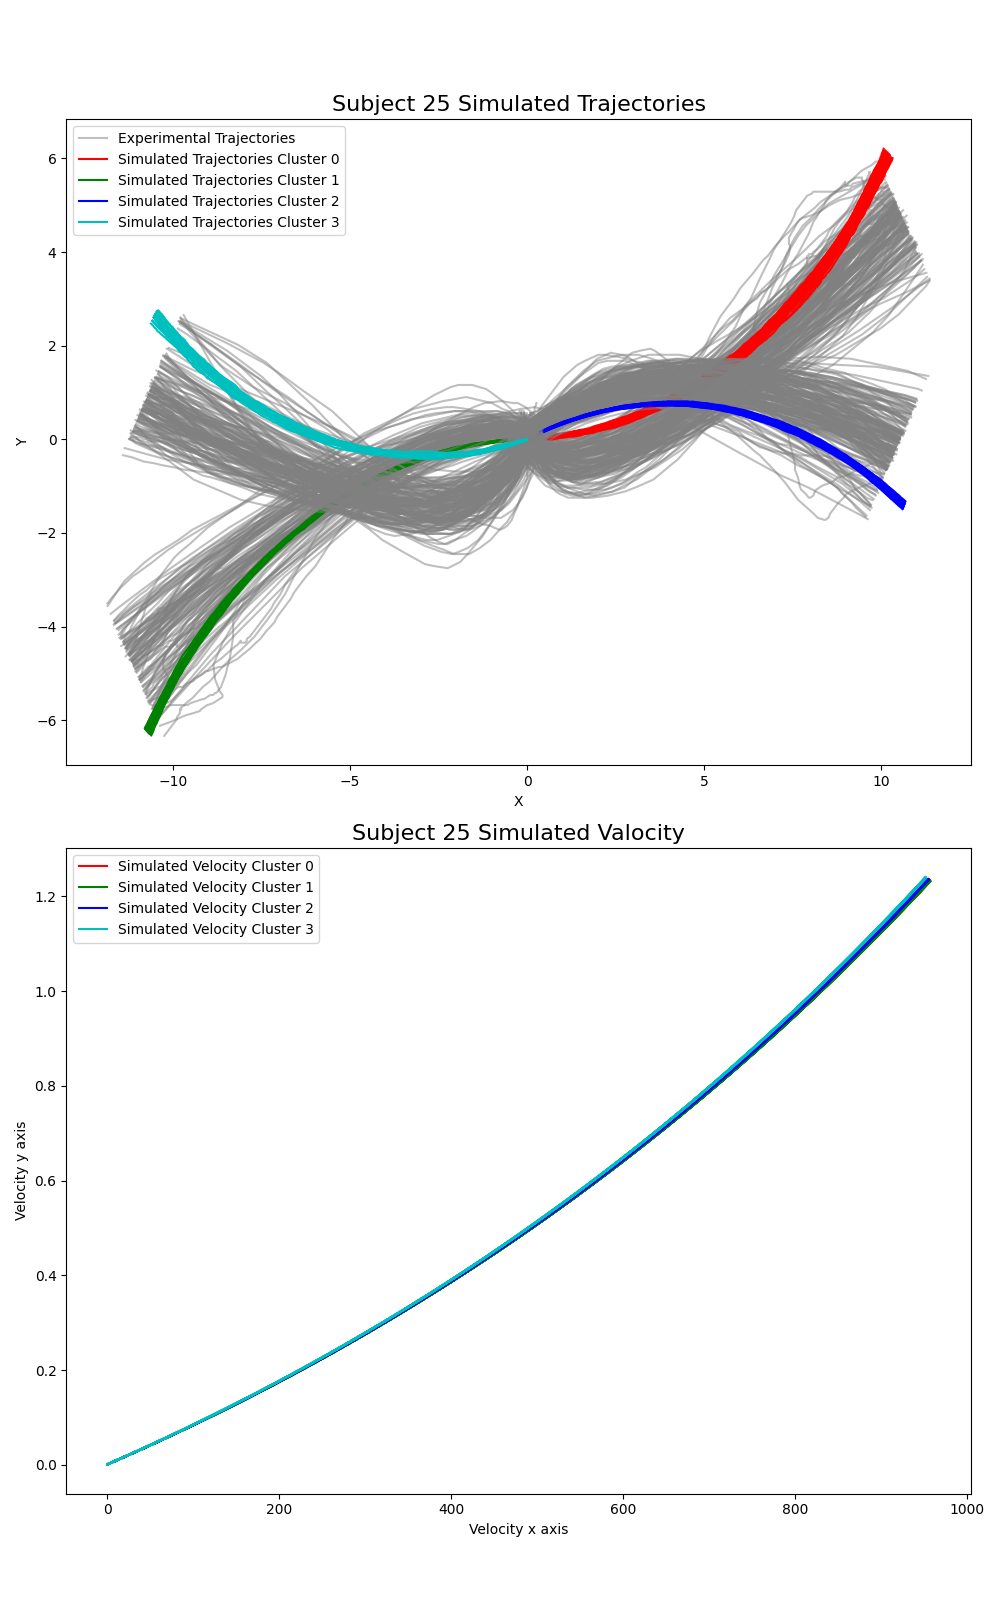 Subject 25 Simulated Trajectories
Experimental Trajectories
Simulated Trajectories Cluster 0
Simulated Trajectories Cluster 1
Simulated Trajectories Cluster 2
Simulated Trajectories Cluster 3
6
4
2
0
−2
−4
−6
Y
−10
−5
0
5
10
X
Subject 25 Simulated Valocity
Simulated Velocity Cluster 0
Simulated Velocity Cluster 1
Simulated Velocity Cluster 2
Simulated Velocity Cluster 3
1.2
1.0
0.8
0.6
0.4
0.2
0.0
Velocity y axis
0
200
400
600
800
1000
Velocity x axis